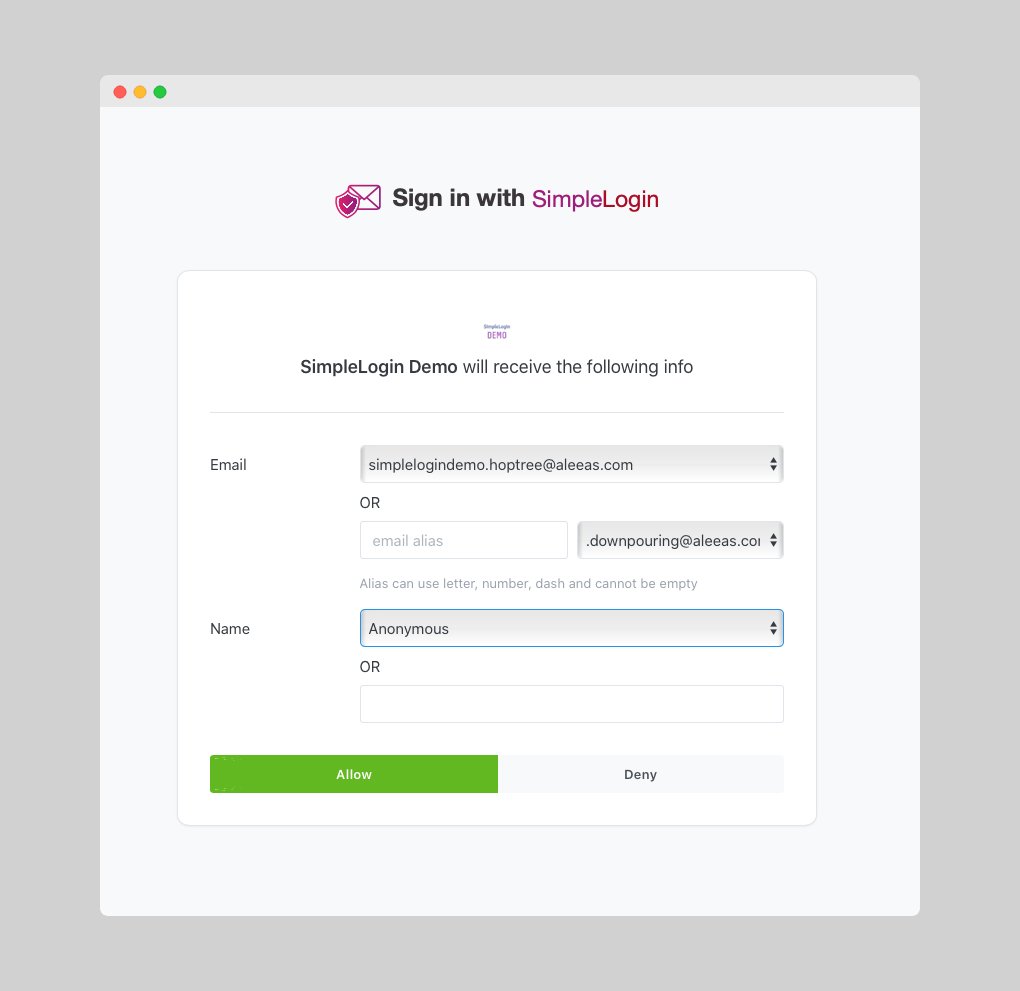 Sign in with SimpleLogin
SimpleLogin
DEMO
SimpleLogin Demo will receive the following info
Email
simplelogindemo.hoptree@aleeas.com
OR
email alias
.downpouring@aleeas.com
Alias can use letter, number, dash and cannot be empty
Name
Anonymous
OR
Allow
Deny